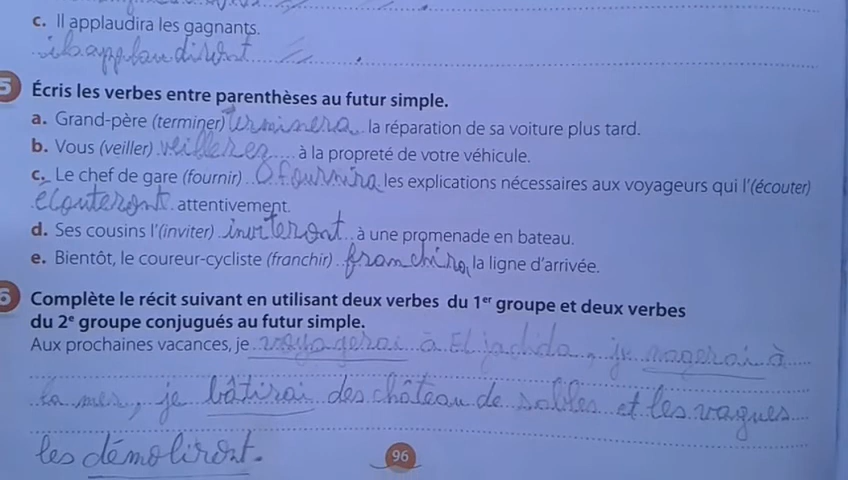 c. Il applaudira les gagnants.
ils applaudiront
5 Écris les verbes entre parenthèses au futur simple.
a. Grand-père (terminer) terminera la réparation de sa voiture plus tard.
b. Vous (veiller) veillerez à la propreté de votre véhicule.
c. Le chef de gare (fournir) fournira les explications nécessaires aux voyageurs qui l'(écouter)
écouteront attentivement.
d. Ses cousins l'(inviter) inviteront à une promenade en bateau.
e. Bientôt, le coureur-cycliste (franchir) franchira la ligne d'arrivée.
6 Complète le récit suivant en utilisant deux verbes du 1er groupe et deux verbes
du 2e groupe conjugués au futur simple.
Aux prochaines vacances, je voyagerai à El jadida, je nagerai à
la mer, je bâtirai des château de salles et les vagues
les démoliront.
96